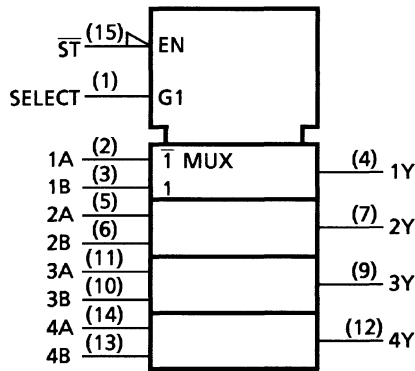 S̅T̅ (15) EN
SELECT (1) G1
1A (2) 1̅ MUX (4) 1Y
1B (3) 1
2A (5) (7) 2Y
2B (6)
3A (11) (9) 3Y
3B (10)
4A (14) (12) 4Y
4B (13)